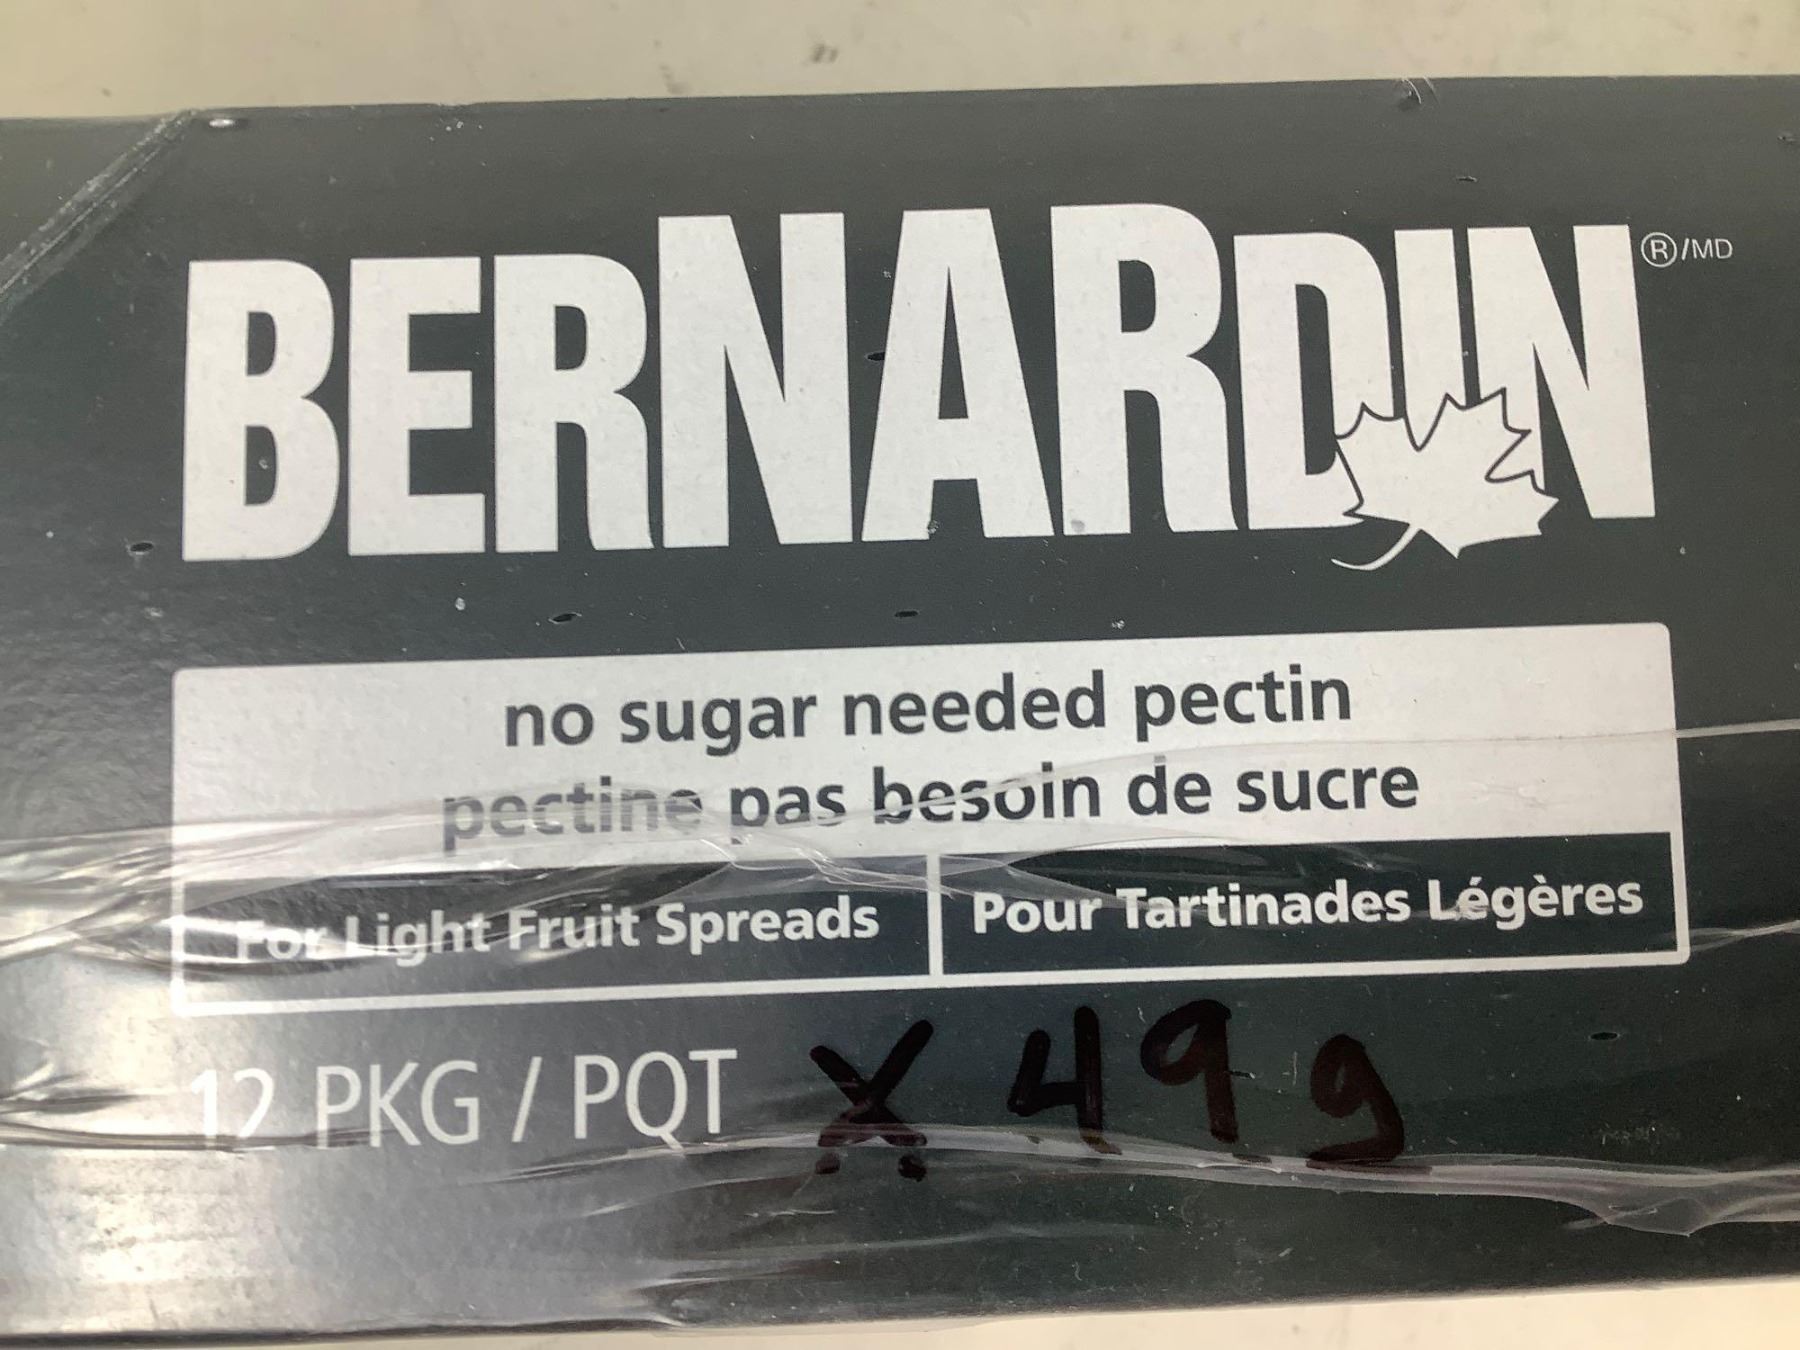 BERNARDIN ®/MD
no sugar needed pectin
pectine pas besoin de sucre
For Light Fruit Spreads
Pour Tartinades Légères
12 PKG / PQT X 49 g